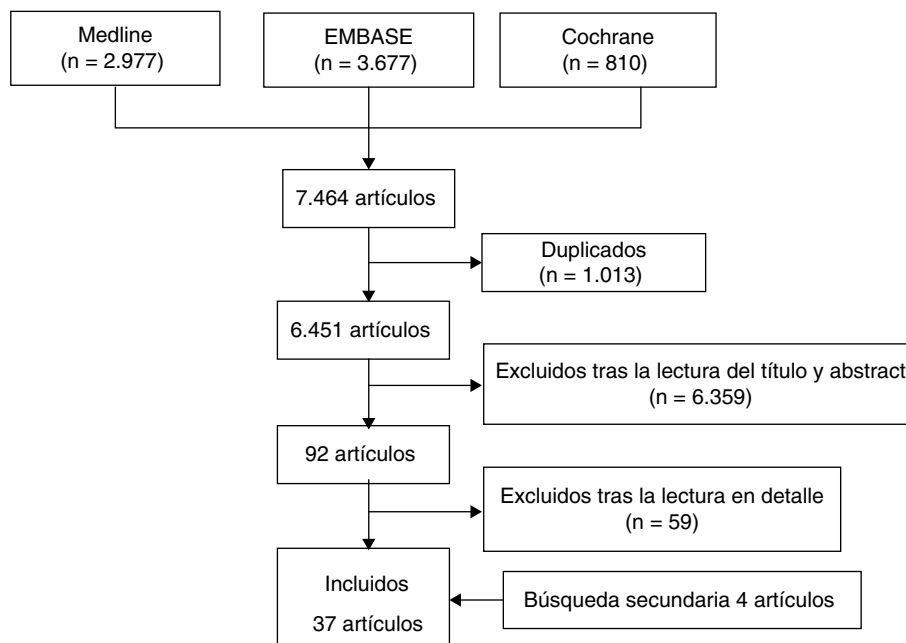 Medline
(n = 2.977)
EMBASE
(n = 3.677)
Cochrane
(n = 810)
7.464 artículos
Duplicados
(n = 1.013)
6.451 artículos
Excluidos tras la lectura del título y abstract
(n = 6.359)
92 artículos
Excluidos tras la lectura en detalle
(n = 59)
Incluidos
37 artículos
Búsqueda secundaria 4 artículos